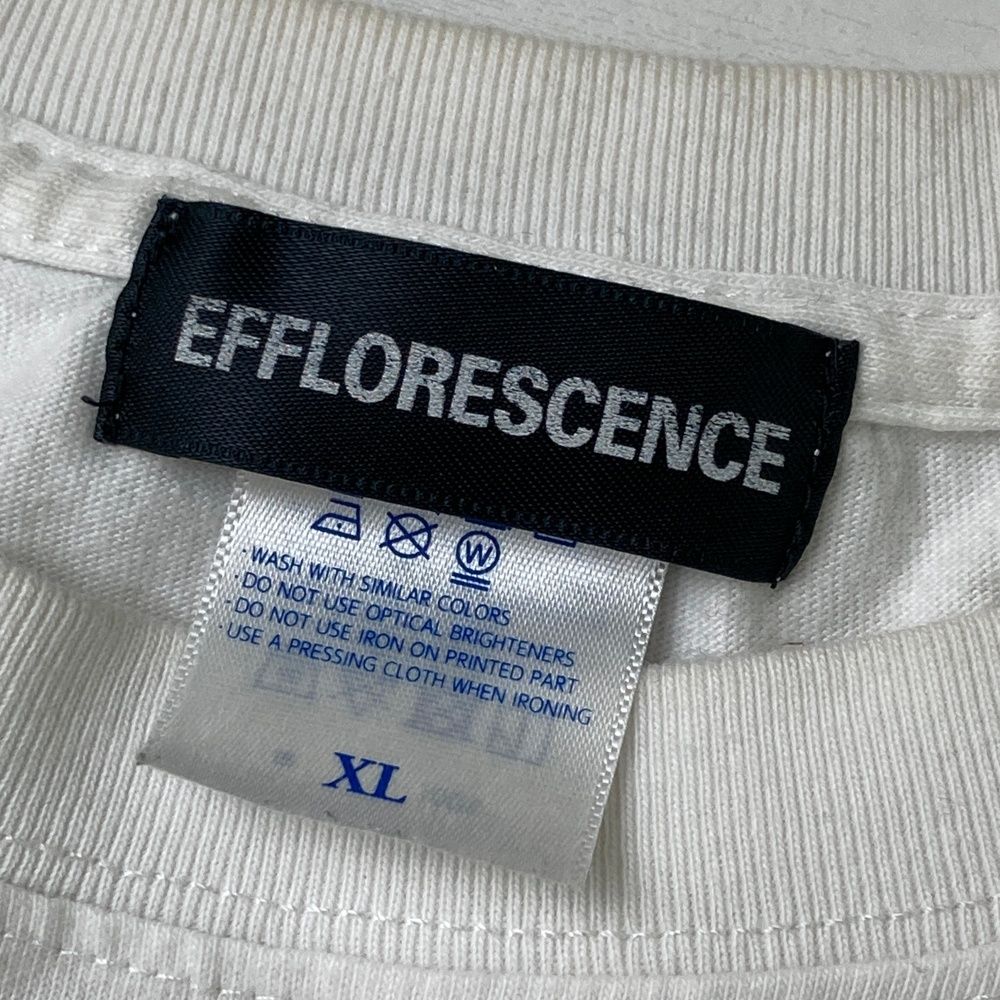 EFFLORESCENCE
W
· WASH WITH SIMILAR COLORS
· DO NOT USE OPTICAL BRIGHTENERS
· DO NOT USE IRON ON PRINTED PART
· USE A PRESSING CLOTH WHEN IRONING
XL